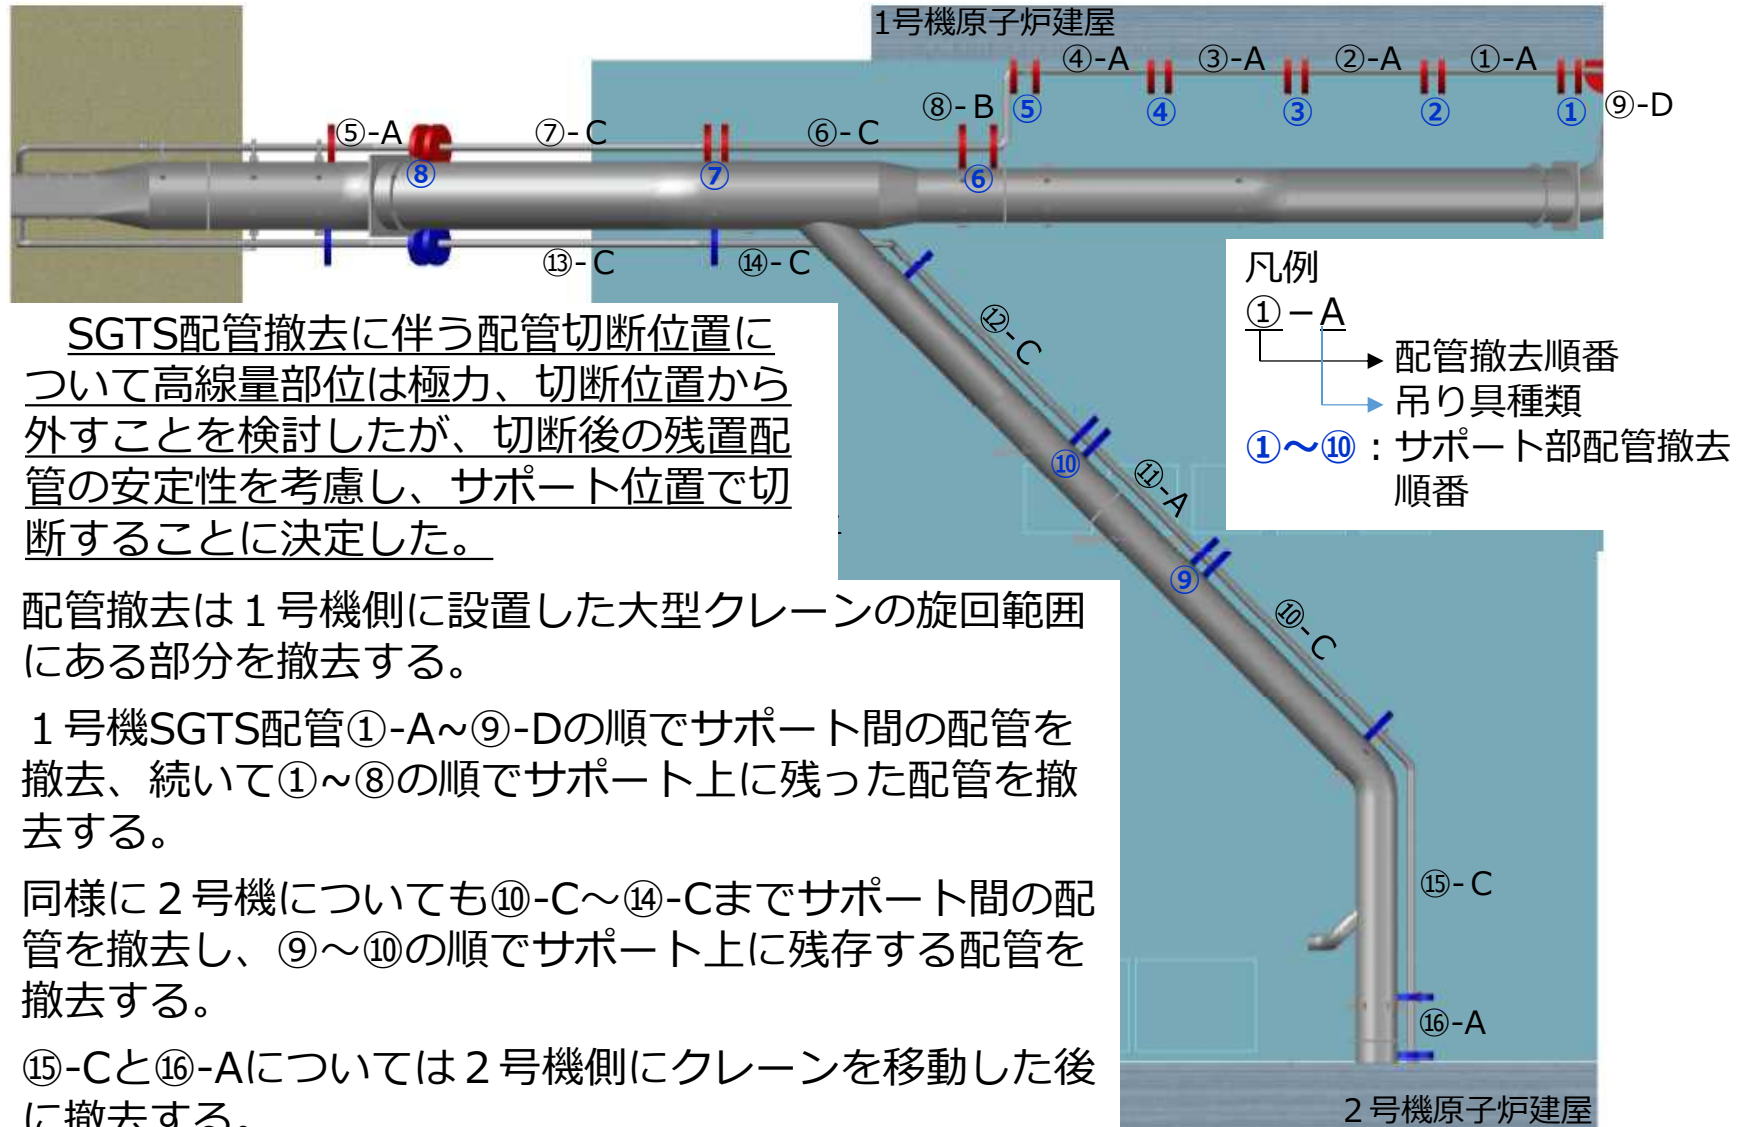 1号機原子炉建屋
④-A
③-A
②-A
①-A
⑨-D
⑧-B
⑤
④
③
②
①
⑤-A
⑦-C
⑥-C
⑧
⑦
⑥
⑬-C
⑭-C
凡例
①－A
配管撤去順番
吊り具種類
①～⑩：サポート部配管撤去
順番
⑫-C
⑩
⑪-A
⑨
⑩-C
⑮-C
⑯-A
２号機原子炉建屋
SGTS配管撤去に伴う配管切断位置に
ついて高線量部位は極力、切断位置から
外すことを検討したが、切断後の残置配
管の安定性を考慮し、サポート位置で切
断することに決定した。
配管撤去は１号機側に設置した大型クレーンの旋回範囲
にある部分を撤去する。
１号機SGTS配管①-A~⑨-Dの順でサポート間の配管を
撤去、続いて①~⑧の順でサポート上に残った配管を撤
去する。
同様に２号機についても⑩-C～⑭-Cまでサポート間の配
管を撤去し、⑨～⑩の順でサポート上に残存する配管を
撤去する。
⑮-Cと⑯-Aについては２号機側にクレーンを移動した後
に撤去する。